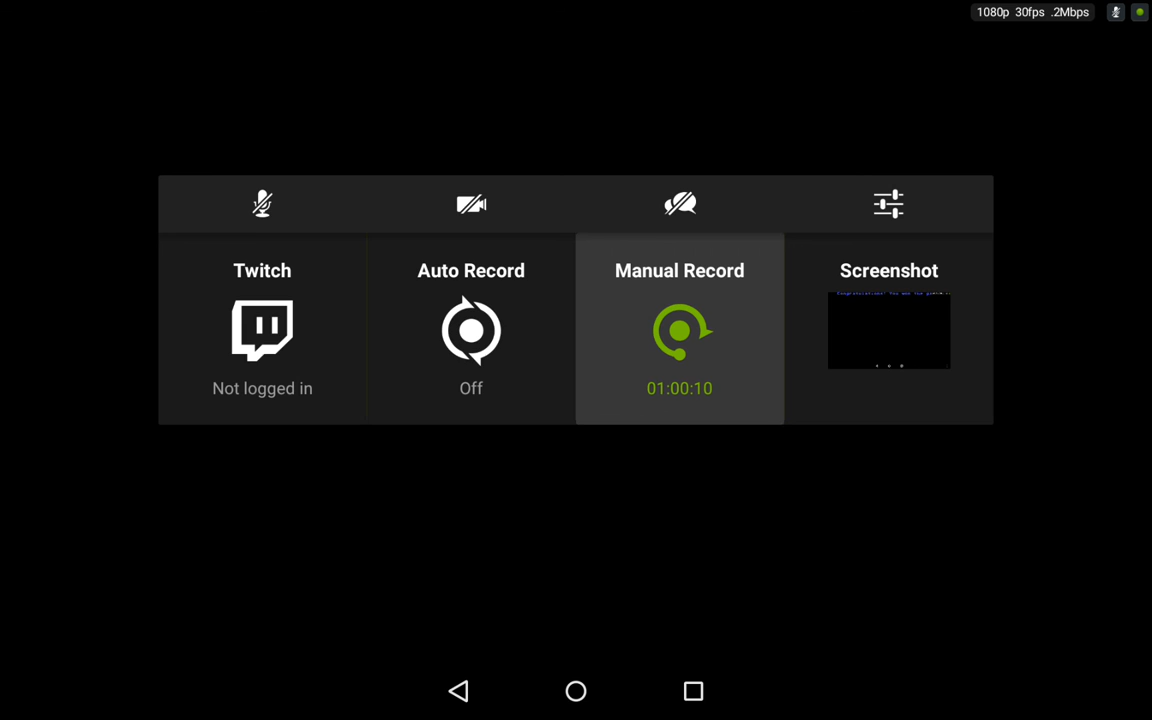 1080p 30fps .2Mbps
Twitch
Auto Record
Manual Record
Screenshot
Not logged in
Off
01:00:10